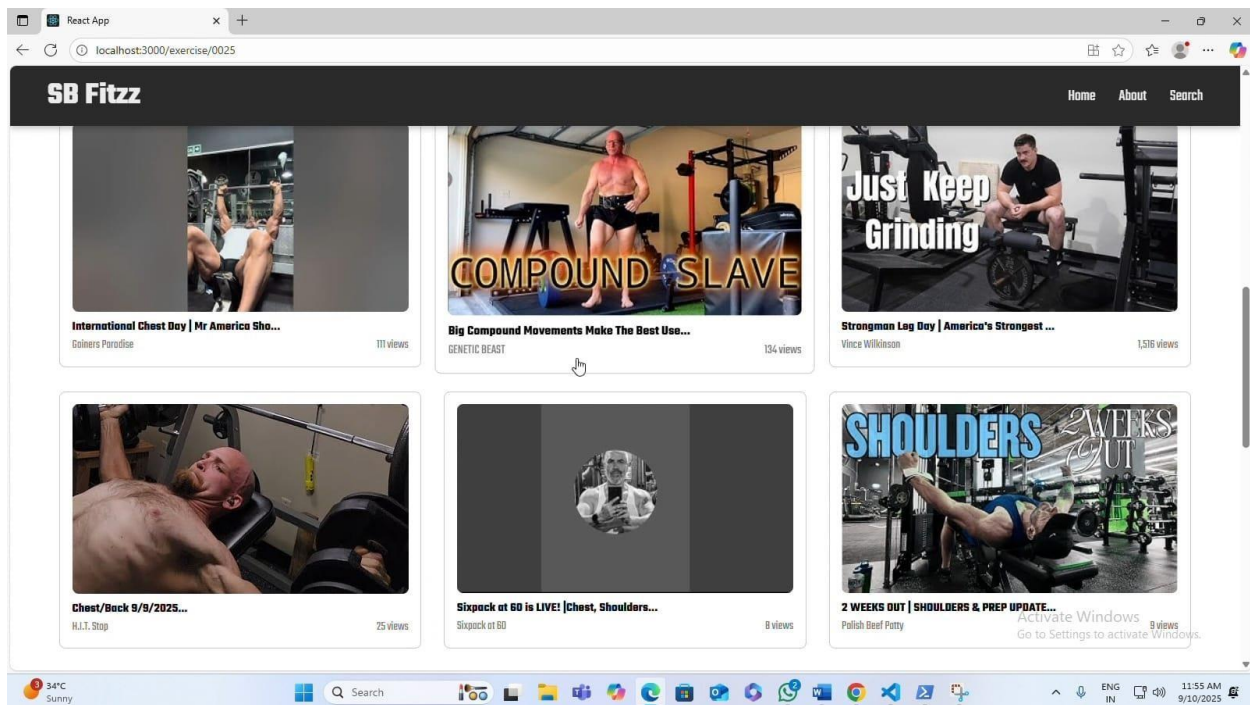 React App
localhost:3000/exercise/0025
SB Fitzz
Home About Search
Just Keep
Grinding
COMPOUND SLAVE
International Chest Day | Mr America Sho...
Gainers Paradise 111 views
Big Compound Movements Make The Best Use...
GENETIC BEAST 134 views
Strongman Leg Day | America's Strongest ...
Vince Wilkinson 1,516 views
SHOULDERS 2 WEEKS
OUT
Chest/Back 9/9/2025...
H.I.T. Stop 25 views
Sixpack at 60 is LIVE! |Chest, Shoulders...
Sixpack at 60 8 views
2 WEEKS OUT | SHOULDERS & PREP UPDATE...
Polish Beef Patty 9 views
Activate Windows
Go to Settings to activate Windows.
3
34°C
Sunny
Search
2
ENG
IN
11:55 AM
9/10/2025